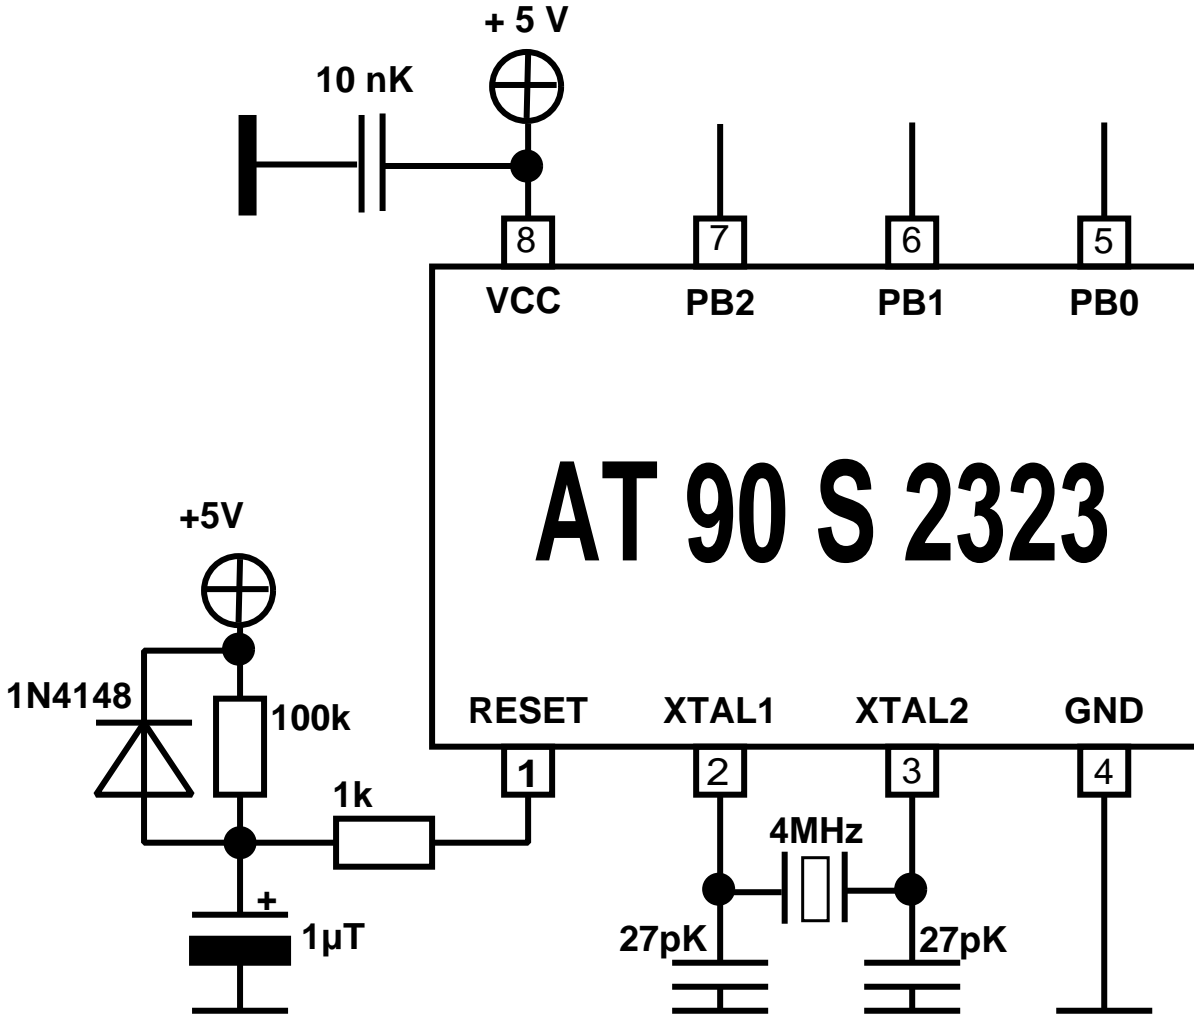 + 5 V
10 nK
8
7
6
5
VCC
PB2
PB1
PB0
AT 90 S 2323
+5V
1N4148
100k
RESET
XTAL1
XTAL2
GND
1
2
3
4
1k
4MHz
+
1µT
27pK
27pK